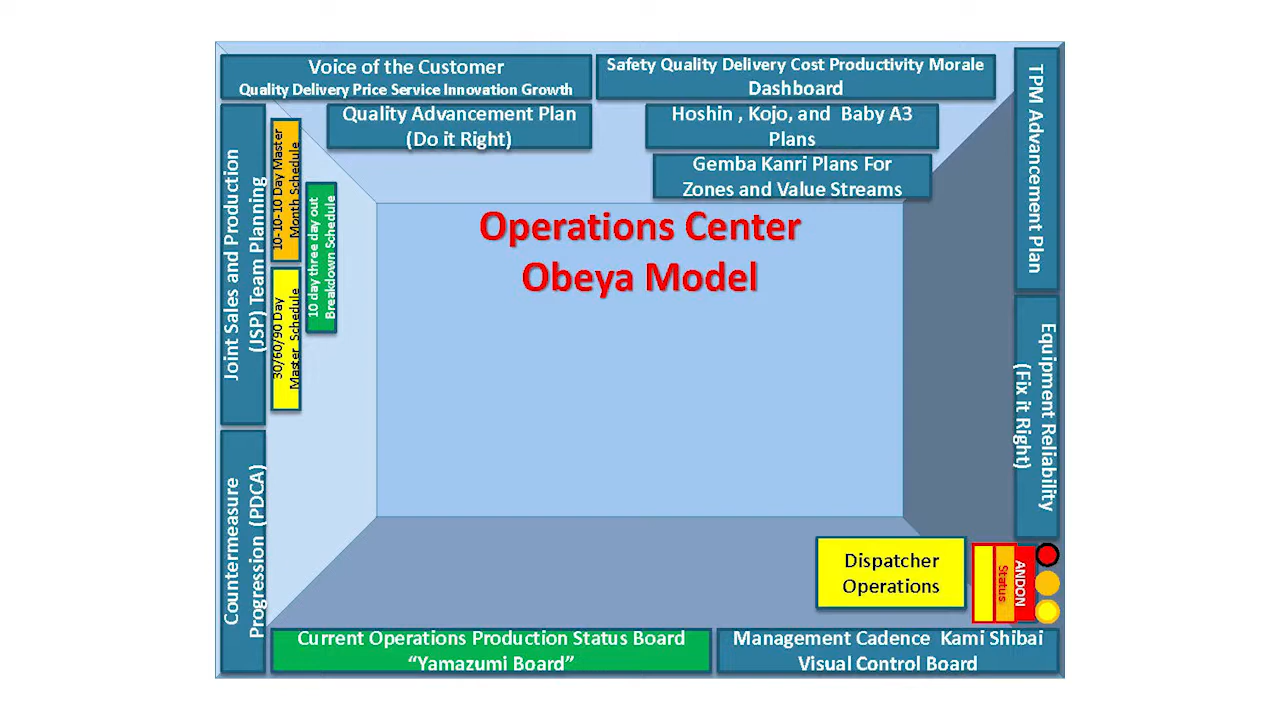 Voice of the Customer
Quality Delivery Price Service Innovation Growth
Safety Quality Delivery Cost Productivity Morale
Dashboard
Quality Advancement Plan
(Do it Right)
Hoshin , Kojo, and Baby A3
Plans
Gemba Kanri Plans For
Zones and Value Streams
TPM Advancement Plan
Joint Sales and Production
(JSP) Team Planning
10-10-10 Day Master
Month Schedule
10 day three day out
Breakdown Schedule
30/60/90 Day
Master Schedule
Operations Center
Obeya Model
Equipment Reliability
(Fix it Right)
Countermeasure
Progression (PDCA)
Dispatcher
Operations
ANDON
Status
Current Operations Production Status Board
“Yamazumi Board”
Management Cadence Kami Shibai
Visual Control Board